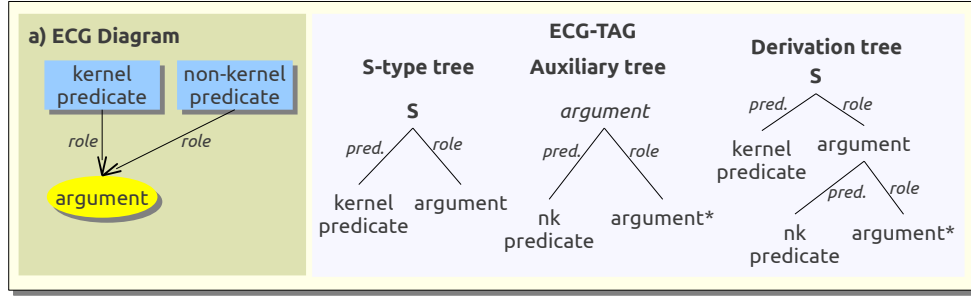 a) ECG Diagram
kernel
predicate
non-kernel
predicate
role
role
argument
ECG-TAG
S-type tree
S
pred.
role
kernel
predicate
argument
Auxiliary tree
argument
pred.
role
nk
predicate
argument*
Derivation tree
S
pred.
role
kernel
predicate
argument
pred.
role
nk
predicate
argument*